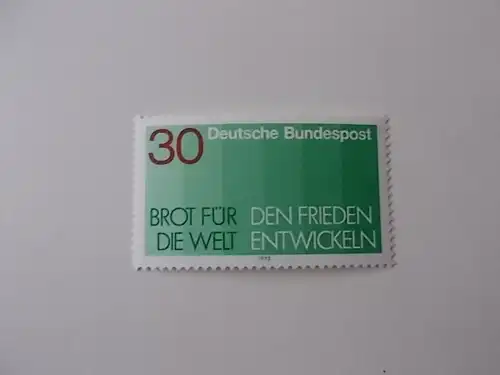 30 Deutsche Bundespost
BROT FÜR DEN FRIEDEN
DIE WELT ENTWICKELN